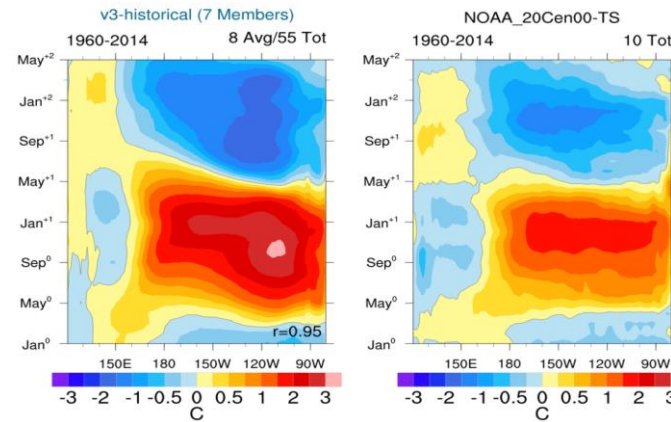 v3-historical (7 Members)
1960-2014 8 Avg/55 Tot
May+2
Jan+2
Sep+1
May+1
Jan+1
Sep0
May0
Jan0
r=0.95
150E 180 150W 120W 90W
-3 -2 -1 -0.5 0 0.5 1 2 3
C
NOAA_20Cen00-TS
1960-2014 10 Tot
May+2
Jan+2
Sep+1
May+1
Jan+1
Sep0
May0
Jan0
150E 180 150W 120W 90W
-3 -2 -1 -0.5 0 0.5 1 2 3
C